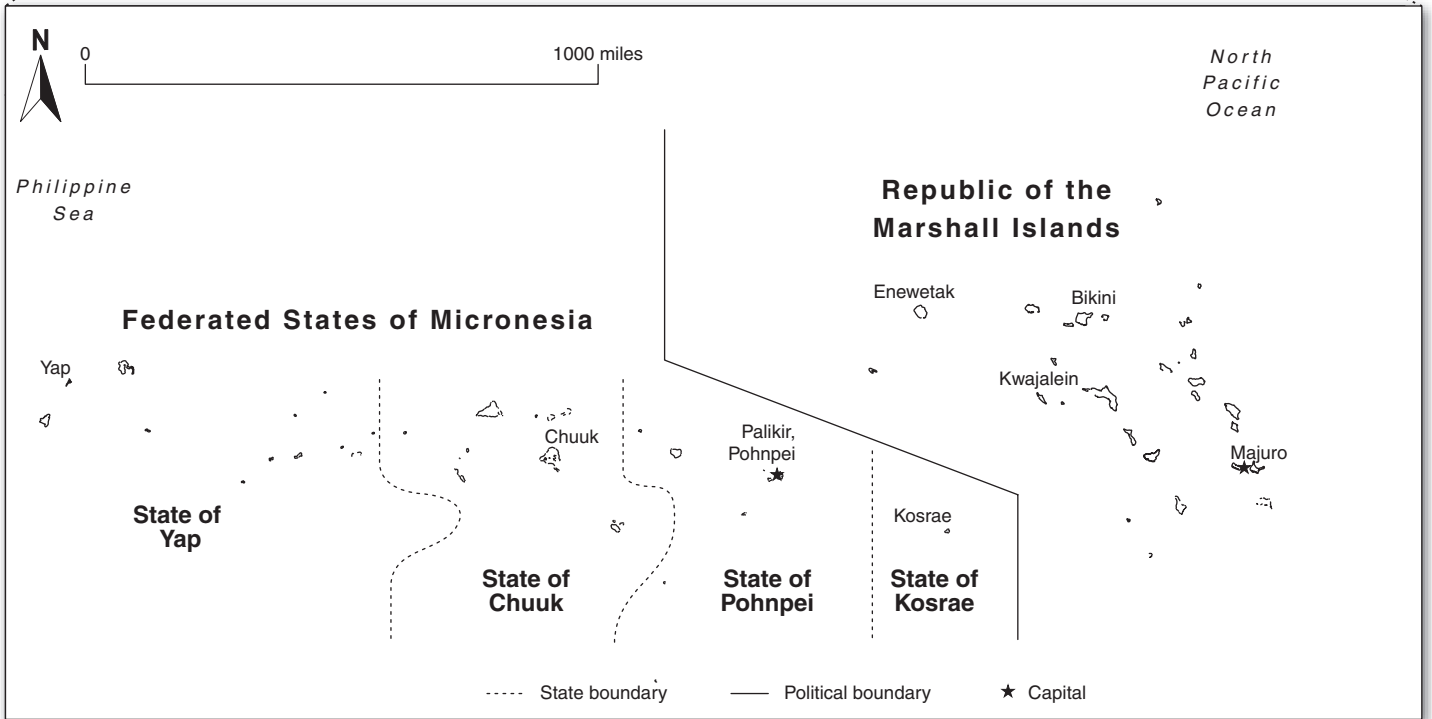 N
0 1000 miles
North
Pacific
Ocean
Philippine
Sea
Republic of the
Marshall Islands
Enewetak
Bikini
Federated States of Micronesia
Yap
Kwajalein
Chuuk
Palikir,
Pohnpei
Majuro
State of
Yap
Kosrae
State of
Chuuk
State of
Pohnpei
State of
Kosrae
State boundary
Political boundary
Capital